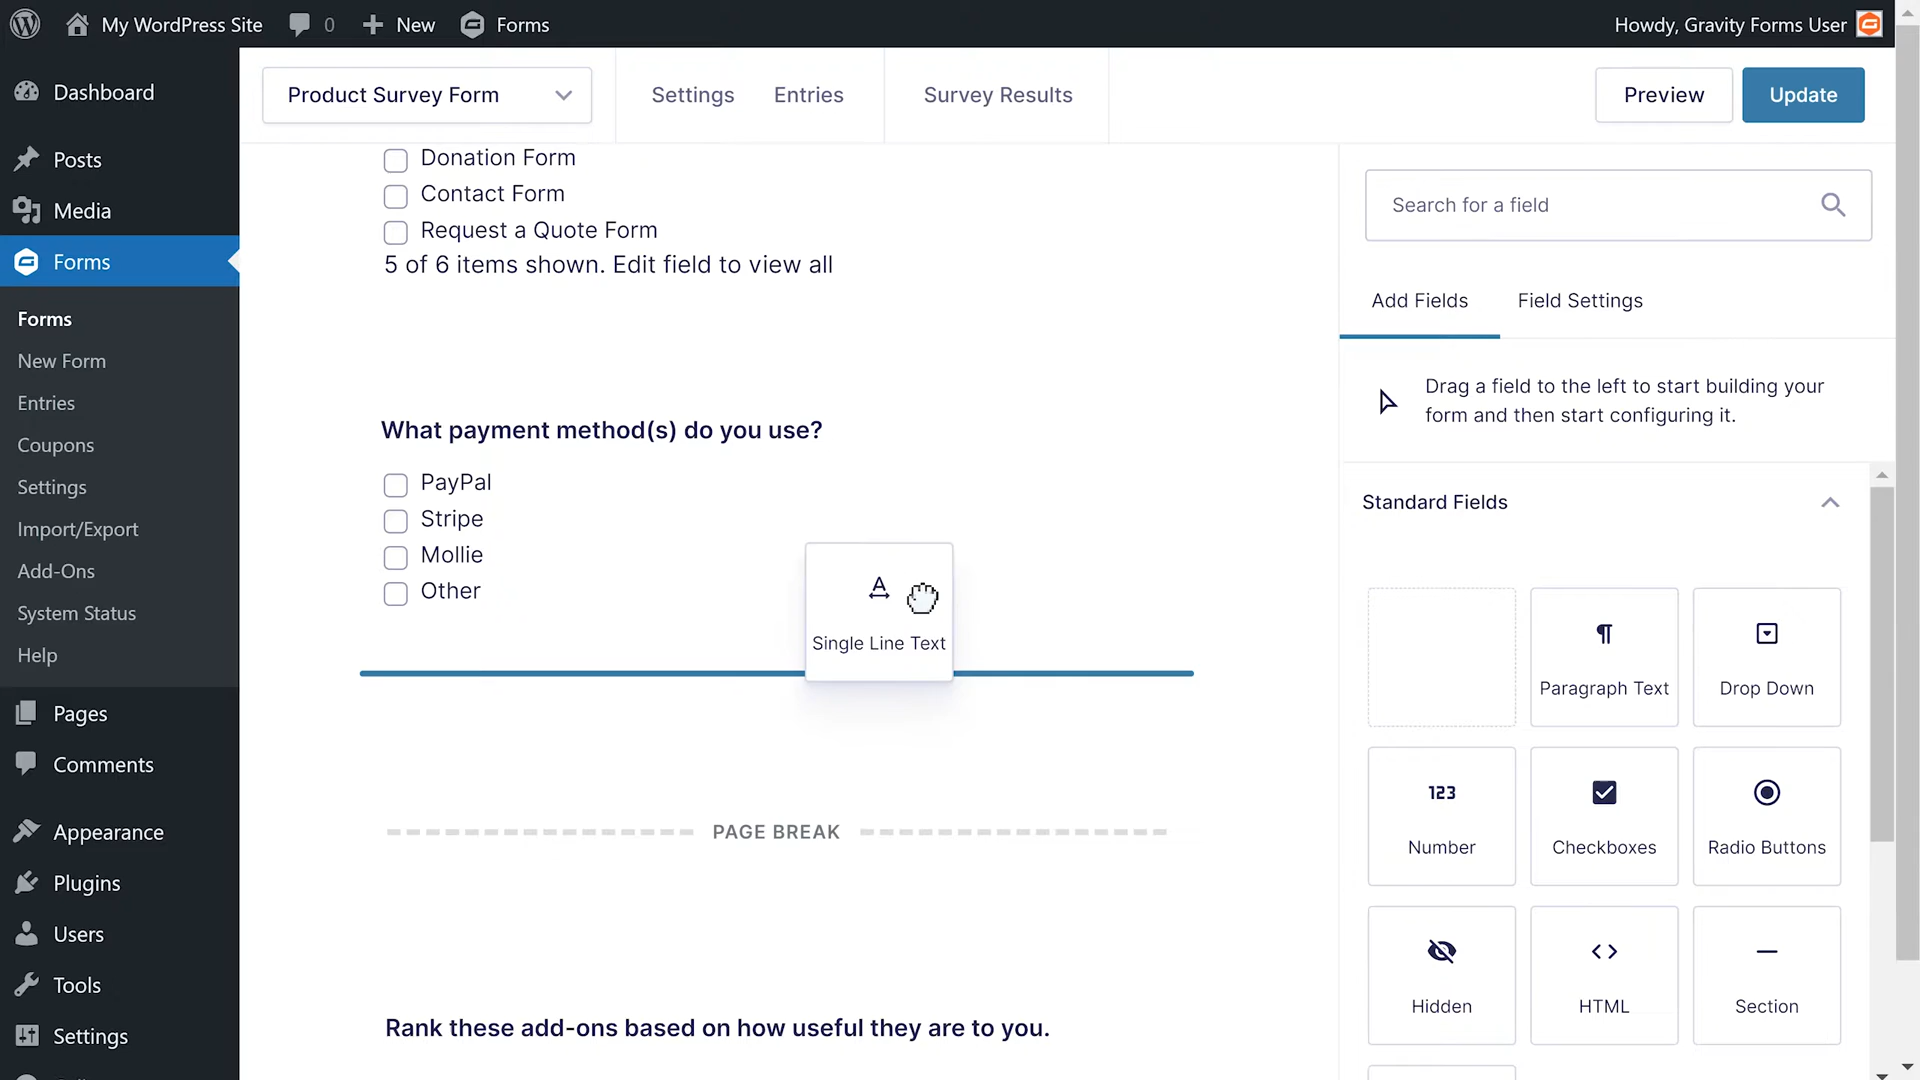 My WordPress Site
0
New
Forms
Howdy, Gravity Forms User
Dashboard
Posts
Media
Forms
Forms
New Form
Entries
Coupons
Settings
Import/Export
Add-Ons
System Status
Help
Pages
Comments
Appearance
Plugins
Users
Tools
Settings
Product Survey Form
Settings
Entries
Survey Results
Preview
Update
Donation Form
Contact Form
Request a Quote Form
5 of 6 items shown. Edit field to view all
What payment method(s) do you use?
PayPal
Stripe
Mollie
Other
Single Line Text
PAGE BREAK
Rank these add-ons based on how useful they are to you.
Search for a field
Add Fields
Field Settings
Drag a field to the left to start building your
form and then start configuring it.
Standard Fields
Paragraph Text
Drop Down
123
Number
Checkboxes
Radio Buttons
Hidden
HTML
Section